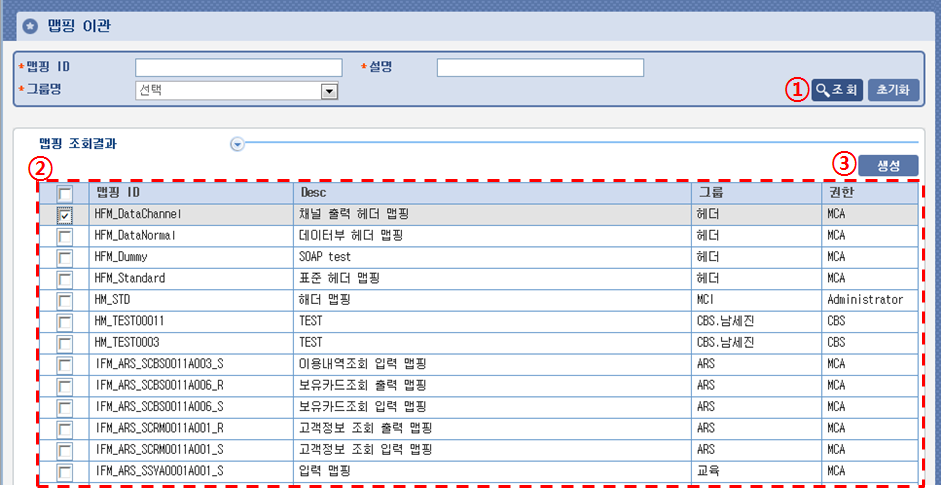 맵핑 이관
*맵핑 ID *설명
*그룹명 선택 ① 조회 초기화
맵핑 조회결과
② ③ 생성
맵핑 ID Desc 그룹 권한
HFM_DataChannel 채널 출력 헤더 맵핑 헤더 MCA
HFM_DataNormal 데이터부 헤더 맵핑 헤더 MCA
HFM_Dummy SOAP test 헤더 MCA
HFM_Standard 표준 헤더 맵핑 헤더 MCA
HM_STD 해더 맵핑 MCI Administrator
HM_TEST00011 TEST CBS.남세진 CBS
HM_TEST0003 TEST CBS.남세진 CBS
IFM_ARS_SCBS0011A003_S 이용내역조회 입력 맵핑 ARS MCA
IFM_ARS_SCBS0011A006_R 보유카드조회 출력 맵핑 ARS MCA
IFM_ARS_SCBS0011A006_S 보유카드조회 입력 맵핑 ARS MCA
IFM_ARS_SCRM0011A001_R 고객정보 조회 출력 맵핑 ARS MCA
IFM_ARS_SCRM0011A001_S 고객정보 조회 입력 맵핑 ARS MCA
IFM_ARS_SSYA0001A001_S 입력 맵핑 교육 MCA